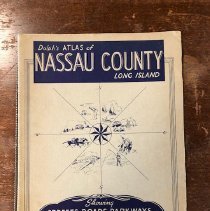 Dolph's ATLAS of
NASSAU COUNTY
LONG ISLAND
Showing
STREETS, ROADS, PARKWAYS